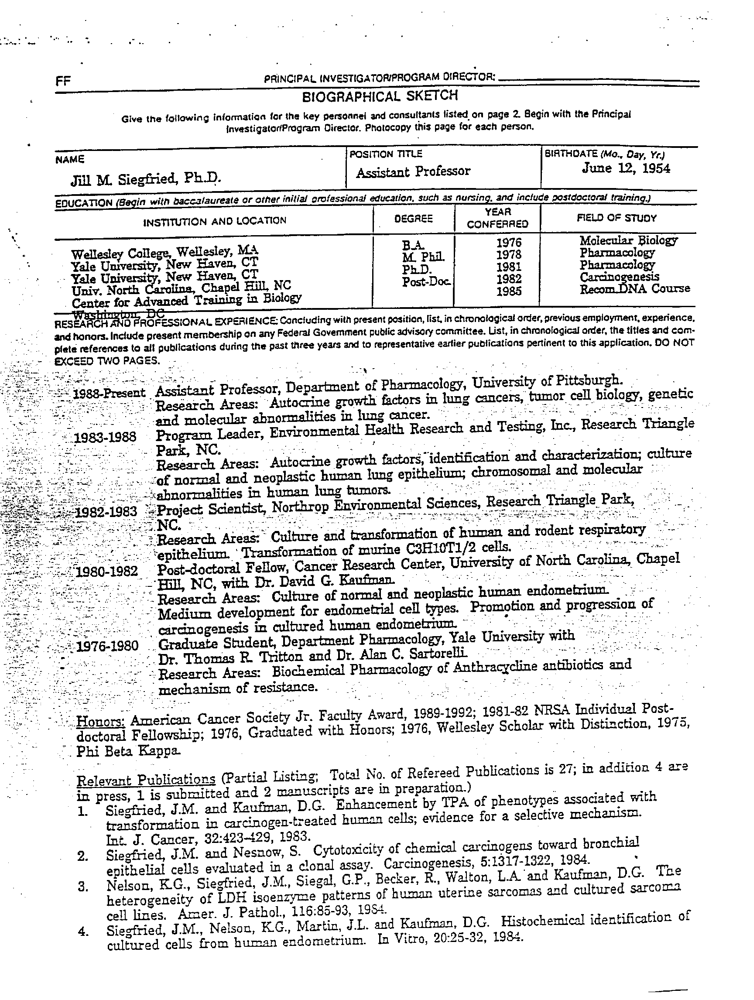 FF PRINCIPAL INVESTIGATOR/PROGRAM DIRECTOR:
BIOGRAPHICAL SKETCH
Give the following information for the key personnel and consultants listed on page 2. Begin with the Principal
Investigator/Program Director. Photocopy this page for each person.
NAME POSITION TITLE BIRTHDATE (Mo., Day, Yr.)
Jill M. Siegfried, Ph.D. Assistant Professor June 12, 1954
EDUCATION (Begin with baccalaureate or other initial professional education, such as nursing, and include postdoctoral training.)
INSTITUTION AND LOCATION DEGREE YEAR CONFERRED FIELD OF STUDY
Wellesley College, Wellesley, MA B.A. 1976 Molecular Biology
Yale University, New Haven, CT M. Phil. 1978 Pharmacology
Yale University, New Haven, CT Ph.D. 1981 Pharmacology
Univ. North Carolina, Chapel Hill, NC Post-Doc. 1982 Carcinogenesis
Center for Advanced Training in Biology 1985 Recom.DNA Course
Washington, DC
RESEARCH AND PROFESSIONAL EXPERIENCE: Concluding with present position, list, in chronological order, previous employment, experience,
and honors. Include present membership on any Federal Government public advisory committee. List, in chronological order, the titles and com-
plete references to all publications during the past three years and to representative earlier publications pertinent to this application. DO NOT
EXCEED TWO PAGES.
1988-Present Assistant Professor, Department of Pharmacology, University of Pittsburgh.
Research Areas: Autocrine growth factors in lung cancers, tumor cell biology, genetic
and molecular abnormalities in lung cancer.
1983-1988 Program Leader, Environmental Health Research and Testing, Inc., Research Triangle
Park, NC.
Research Areas: Autocrine growth factors, identification and characterization; culture
of normal and neoplastic human lung epithelium; chromosomal and molecular
abnormalities in human lung tumors.
1982-1983 Project Scientist, Northrop Environmental Sciences, Research Triangle Park,
NC.
Research Areas: Culture and transformation of human and rodent respiratory
epithelium. Transformation of murine C3H10T1/2 cells.
1980-1982 Post-doctoral Fellow, Cancer Research Center, University of North Carolina, Chapel
Hill, NC, with Dr. David G. Kaufman.
Research Areas: Culture of normal and neoplastic human endometrium.
Medium development for endometrial cell types. Promotion and progression of
carcinogenesis in cultured human endometrium.
1976-1980 Graduate Student, Department Pharmacology, Yale University with
Dr. Thomas R. Tritton and Dr. Alan C. Sartorelli.
Research Areas: Biochemical Pharmacology of Anthracycline antibiotics and
mechanism of resistance.
Honors: American Cancer Society Jr. Faculty Award, 1989-1992; 1981-82 NRSA Individual Post-
doctoral Fellowship; 1976, Graduated with Honors; 1976, Wellesley Scholar with Distinction, 1975,
Phi Beta Kappa.
Relevant Publications (Partial Listing; Total No. of Refereed Publications is 27; in addition 4 are
in press, 1 is submitted and 2 manuscripts are in preparation.)
1. Siegfried, J.M. and Kaufman, D.G. Enhancement by TPA of phenotypes associated with
transformation in carcinogen-treated human cells; evidence for a selective mechanism.
Int. J. Cancer, 32:423-429, 1983.
2. Siegfried, J.M. and Nesnow, S. Cytotoxicity of chemical carcinogens toward bronchial
epithelial cells evaluated in a clonal assay. Carcinogenesis, 5:1317-1322, 1984.
3. Nelson, K.G., Siegfried, J.M., Siegal, G.P., Becker, R., Walton, L.A. and Kaufman, D.G. The
heterogeneity of LDH isoenzyme patterns of human uterine sarcomas and cultured sarcoma
cell lines. Amer. J. Pathol., 116:85-93, 1984.
4. Siegfried, J.M., Nelson, K.G., Martin, J.L. and Kaufman, D.G. Histochemical identification of
cultured cells from human endometrium. In Vitro, 20:25-32, 1984.